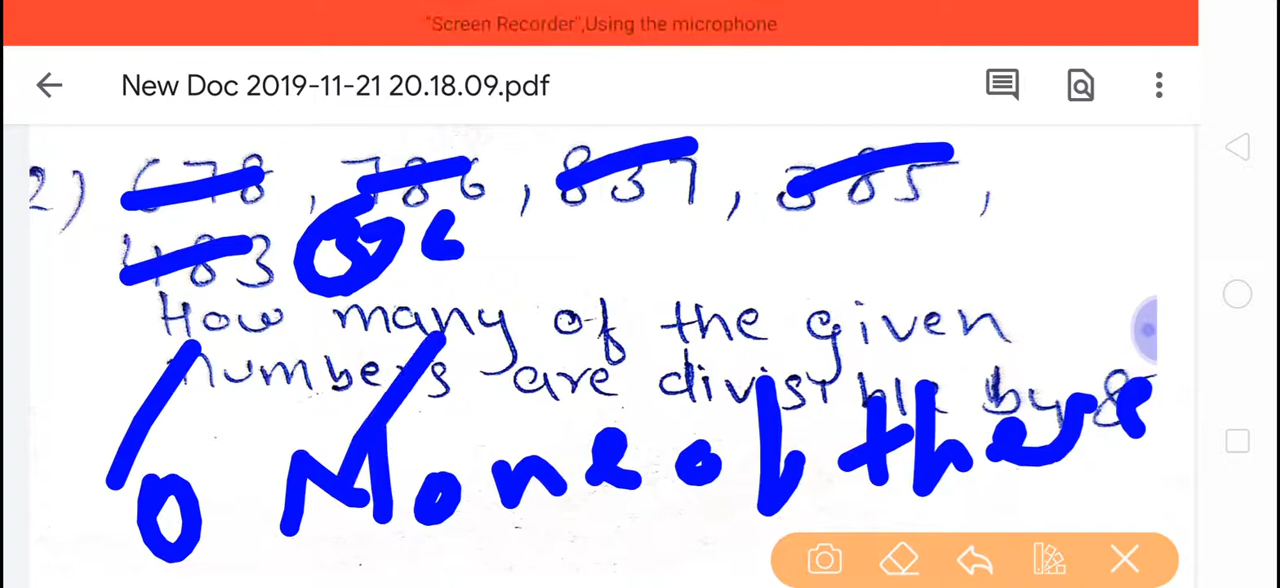 "Screen Recorder",Using the microphone
New Doc 2019-11-21 20.18.09.pdf
2) 678, 786, 837, 385,
483
How many of the given
numbers are divisible by 8
0 None of these